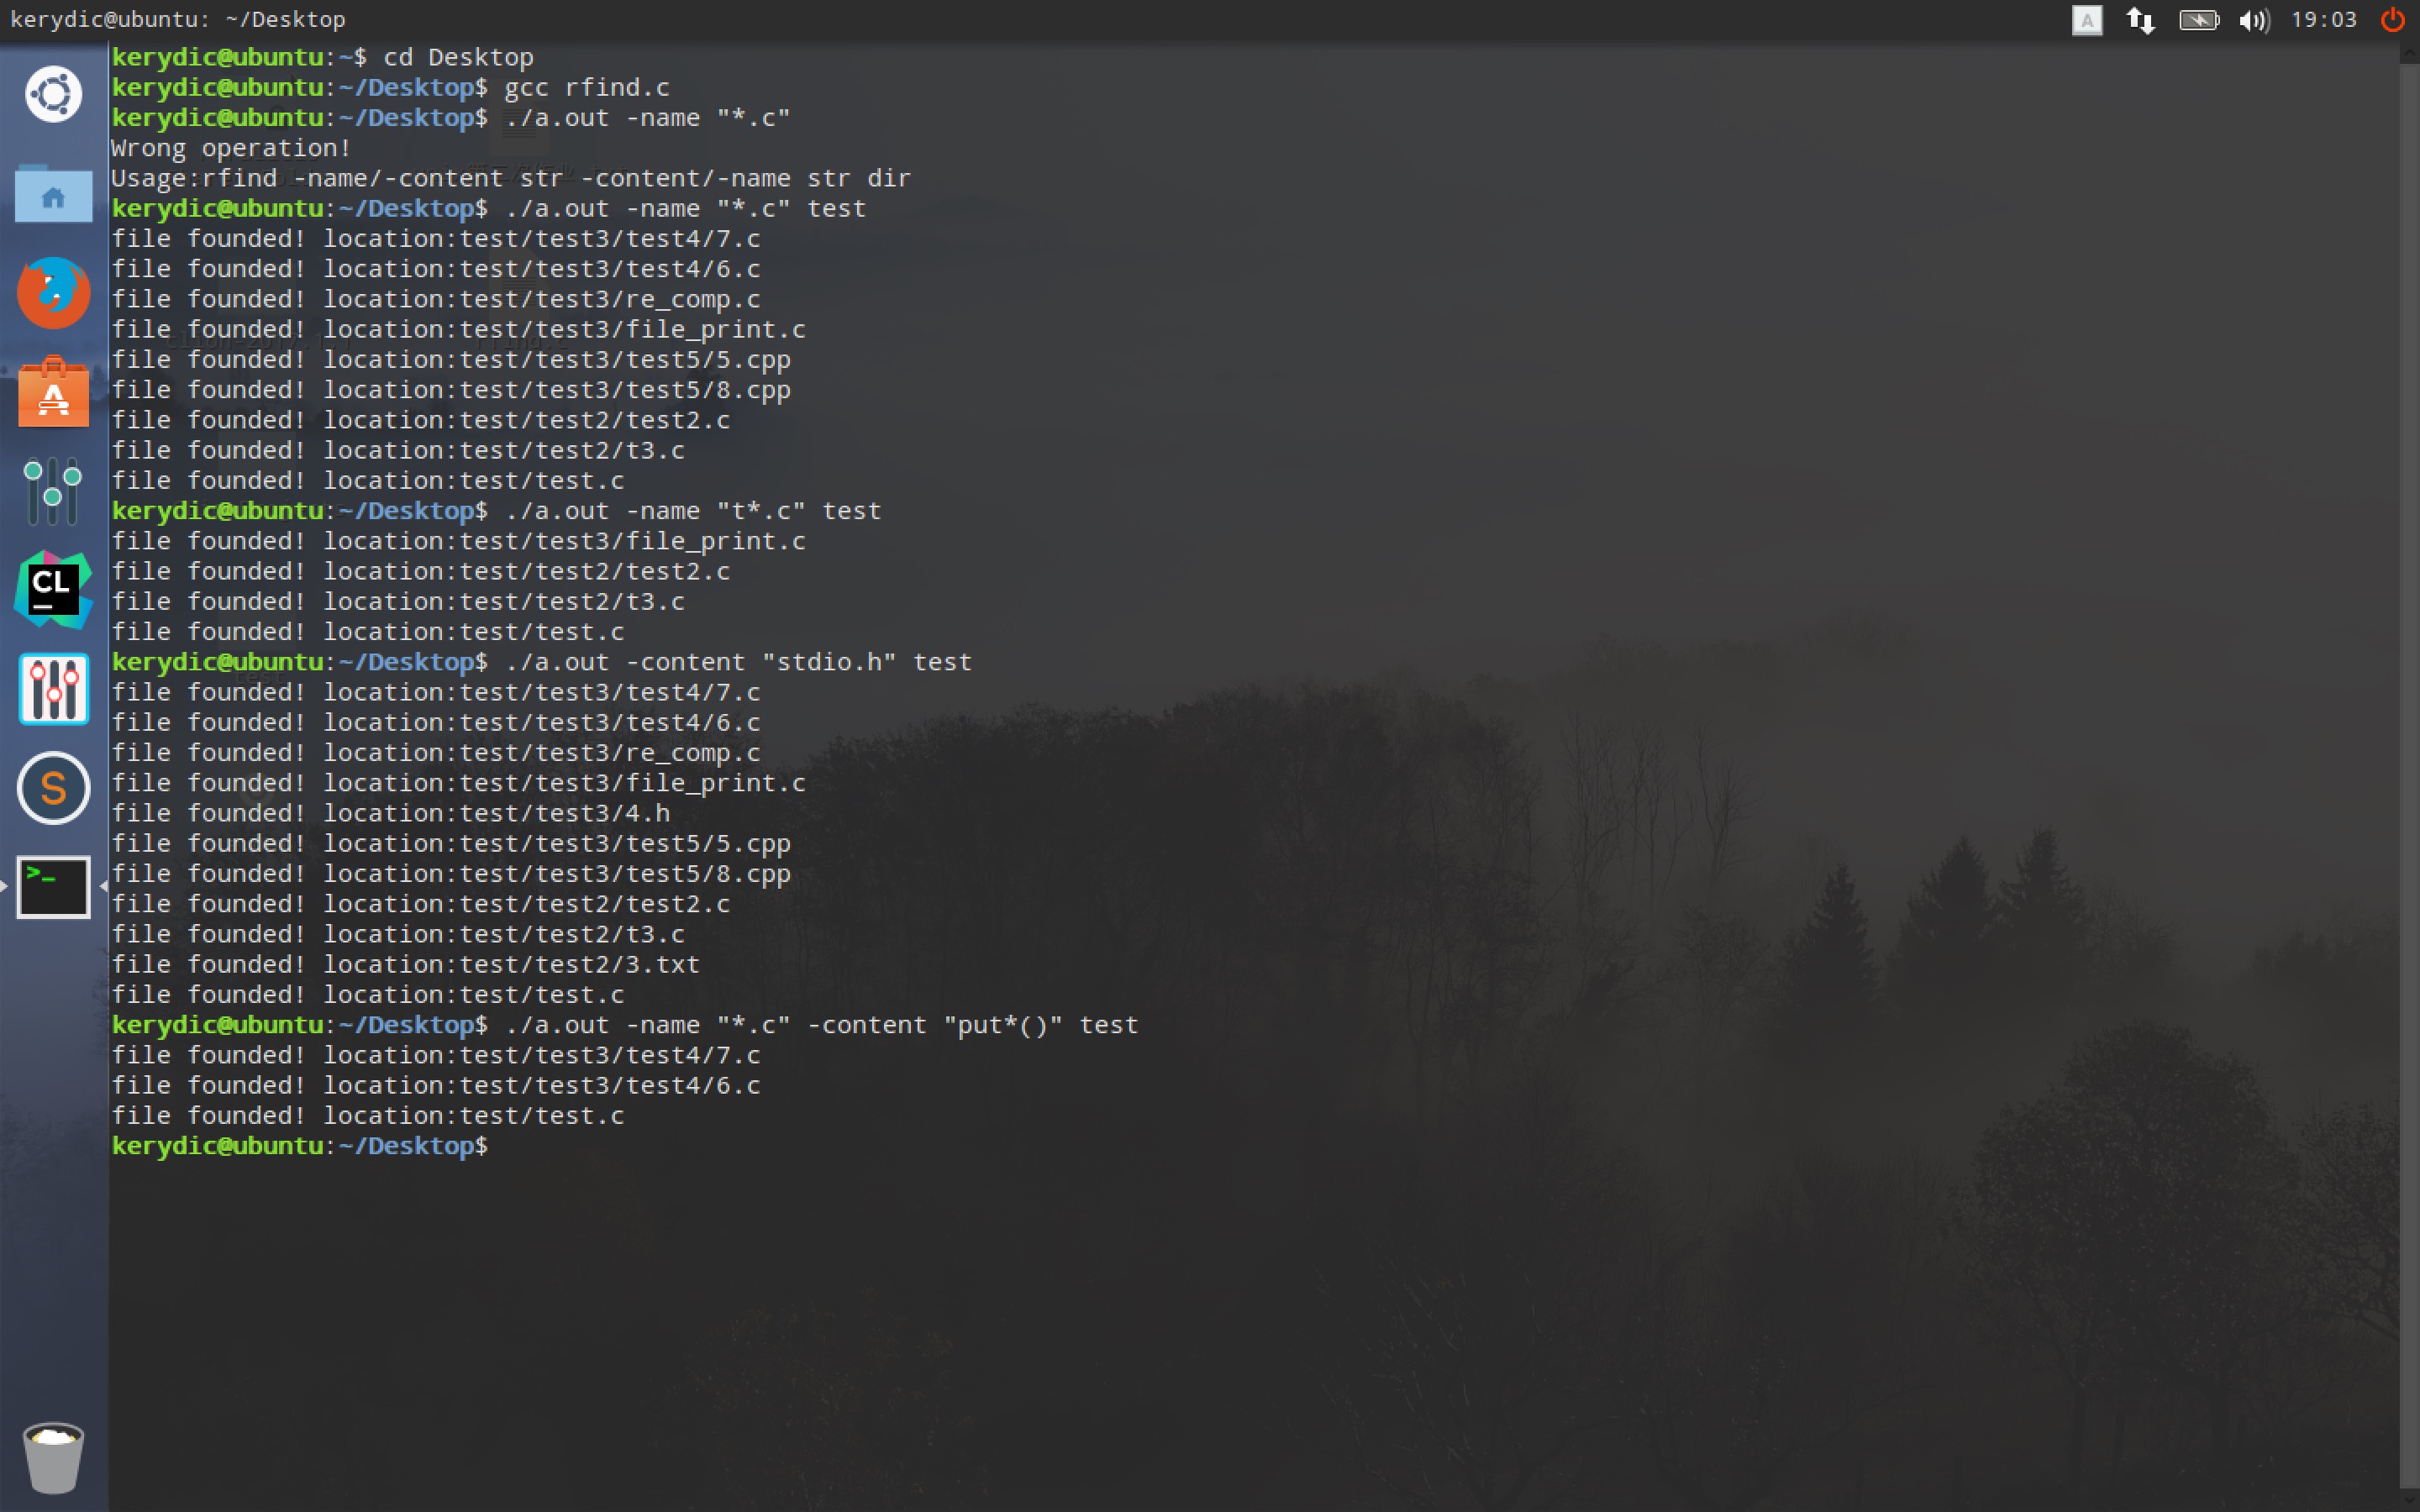 kerydic@ubuntu: ~/Desktop
A
19:03
kerydic@ubuntu:~$ cd Desktop
kerydic@ubuntu:~/Desktop$ gcc rfind.c
kerydic@ubuntu:~/Desktop$ ./a.out -name "*.c"
Wrong operation!
Usage:rfind -name/-content str -content/-name str dir
kerydic@ubuntu:~/Desktop$ ./a.out -name "*.c" test
file founded! location:test/test3/test4/7.c
file founded! location:test/test3/test4/6.c
file founded! location:test/test3/re_comp.c
file founded! location:test/test3/file_print.c
file founded! location:test/test3/test5/5.cpp
file founded! location:test/test3/test5/8.cpp
file founded! location:test/test2/test2.c
file founded! location:test/test2/t3.c
file founded! location:test/test.c
kerydic@ubuntu:~/Desktop$ ./a.out -name "t*.c" test
file founded! location:test/test3/file_print.c
file founded! location:test/test2/test2.c
file founded! location:test/test2/t3.c
file founded! location:test/test.c
kerydic@ubuntu:~/Desktop$ ./a.out -content "stdio.h" test
file founded! location:test/test3/test4/7.c
file founded! location:test/test3/test4/6.c
file founded! location:test/test3/re_comp.c
file founded! location:test/test3/file_print.c
file founded! location:test/test3/4.h
file founded! location:test/test3/test5/5.cpp
file founded! location:test/test3/test5/8.cpp
file founded! location:test/test2/test2.c
file founded! location:test/test2/t3.c
file founded! location:test/test2/3.txt
file founded! location:test/test.c
kerydic@ubuntu:~/Desktop$ ./a.out -name "*.c" -content "put*()" test
file founded! location:test/test3/test4/7.c
file founded! location:test/test3/test4/6.c
file founded! location:test/test.c
kerydic@ubuntu:~/Desktop$
A
CL
S
>_